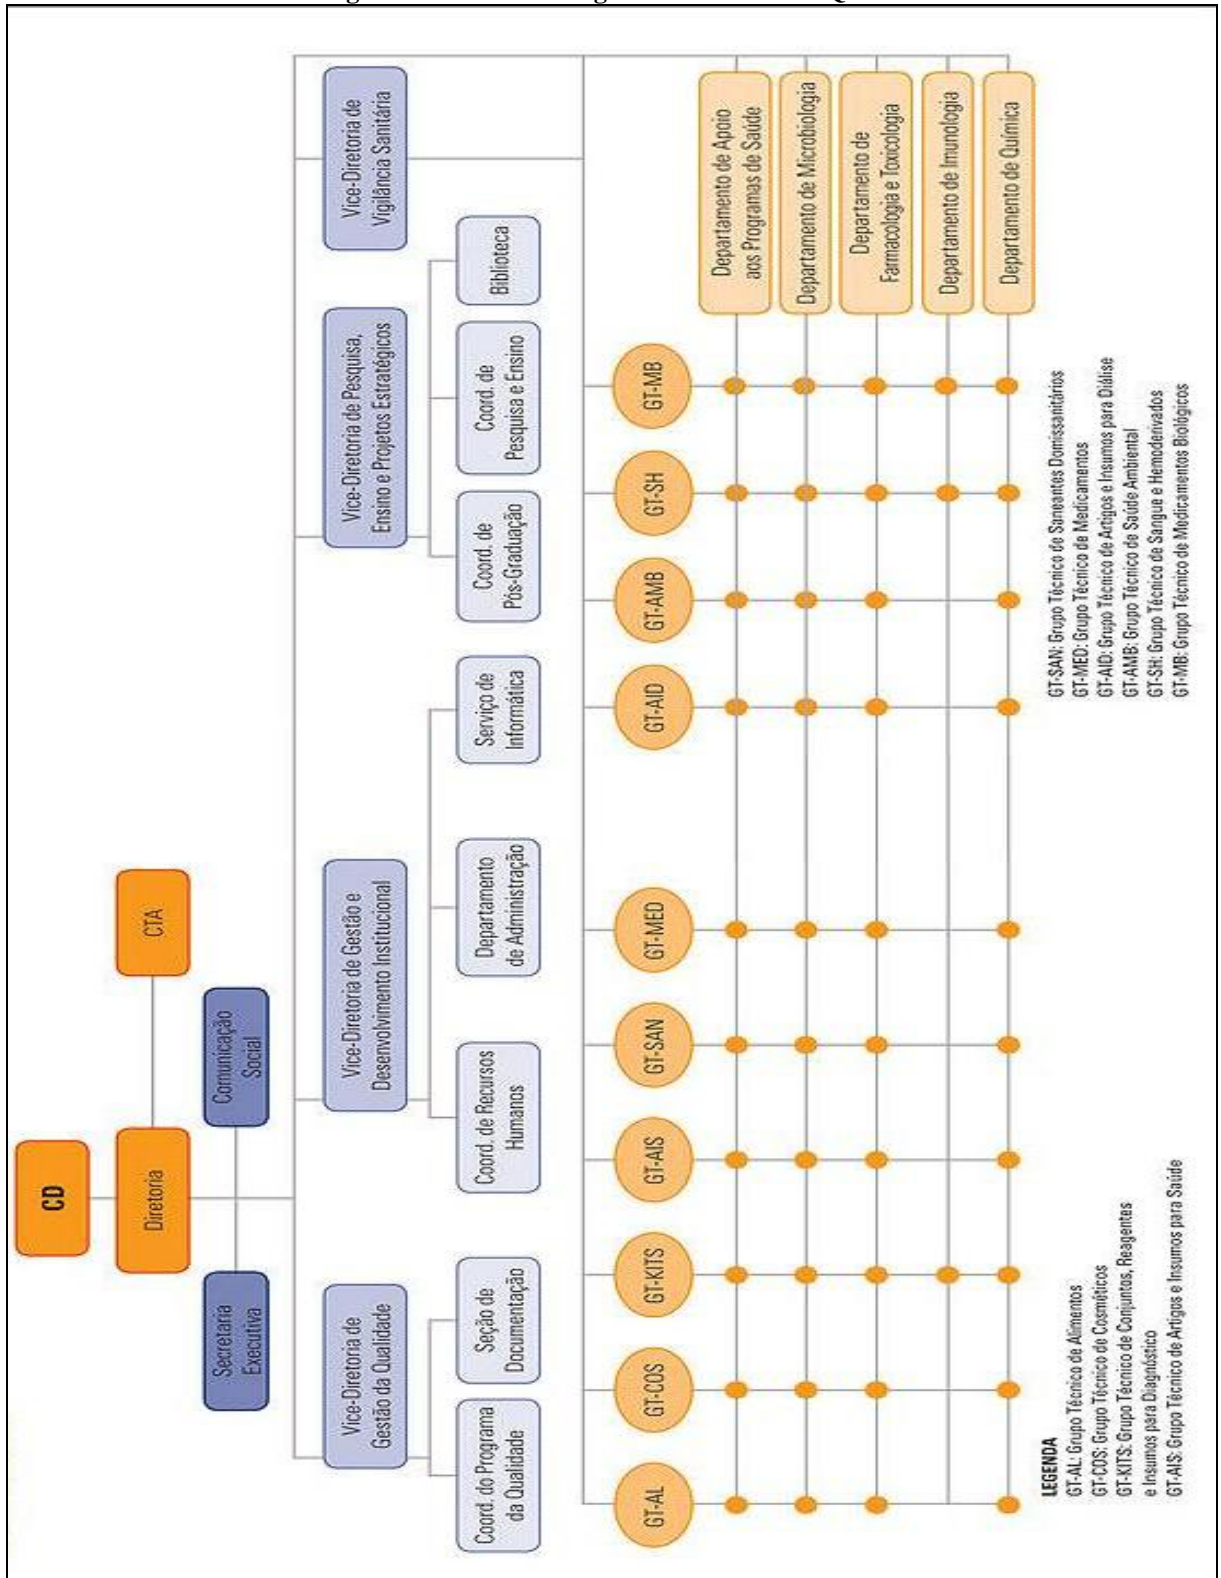 CD
Diretoria
CTA
Secretaria
Executiva
Comunicação
Social
Vice-Diretoria de
Gestão da Qualidade
Vice-Diretoria de Gestão e
Desenvolvimento Institucional
Vice-Diretoria de Pesquisa,
Ensino e Projetos Estratégicos
Vice-Diretoria de
Vigilância Sanitária
Coord. do Programa
da Qualidade
Seção de
Documentação
Coord. de Recursos
Humanos
Departamento
de Administração
Serviço de
Informática
Coord. de
Pós-Graduação
Coord. de
Pesquisa e Ensino
Biblioteca
GT-AL
GT-COS
GT-KITS
GT-AIS
GT-SAN
GT-MED
GT-AID
GT-AMB
GT-SH
GT-MB
Departamento de Apoio
aos Programas de Saúde
Departamento de Microbiologia
Departamento de
Farmacologia e Toxicologia
Departamento de Imunologia
Departamento de Química
LEGENDA
GT-AL: Grupo Técnico de Alimentos
GT-COS: Grupo Técnico de Cosméticos
GT-KITS: Grupo Técnico de Conjuntos, Reagentes
e Insumos para Diagnóstico
GT-AIS: Grupo Técnico de Artigos e Insumos para Saúde
GT-SAN: Grupo Técnico de Saneantes Domissanitários
GT-MED: Grupo Técnico de Medicamentos
GT-AID: Grupo Técnico de Artigos e Insumos para Diálise
GT-AMB: Grupo Técnico de Saúde Ambiental
GT-SH: Grupo Técnico de Sangue e Hemoderivados
GT-MB: Grupo Técnico de Medicamentos Biológicos